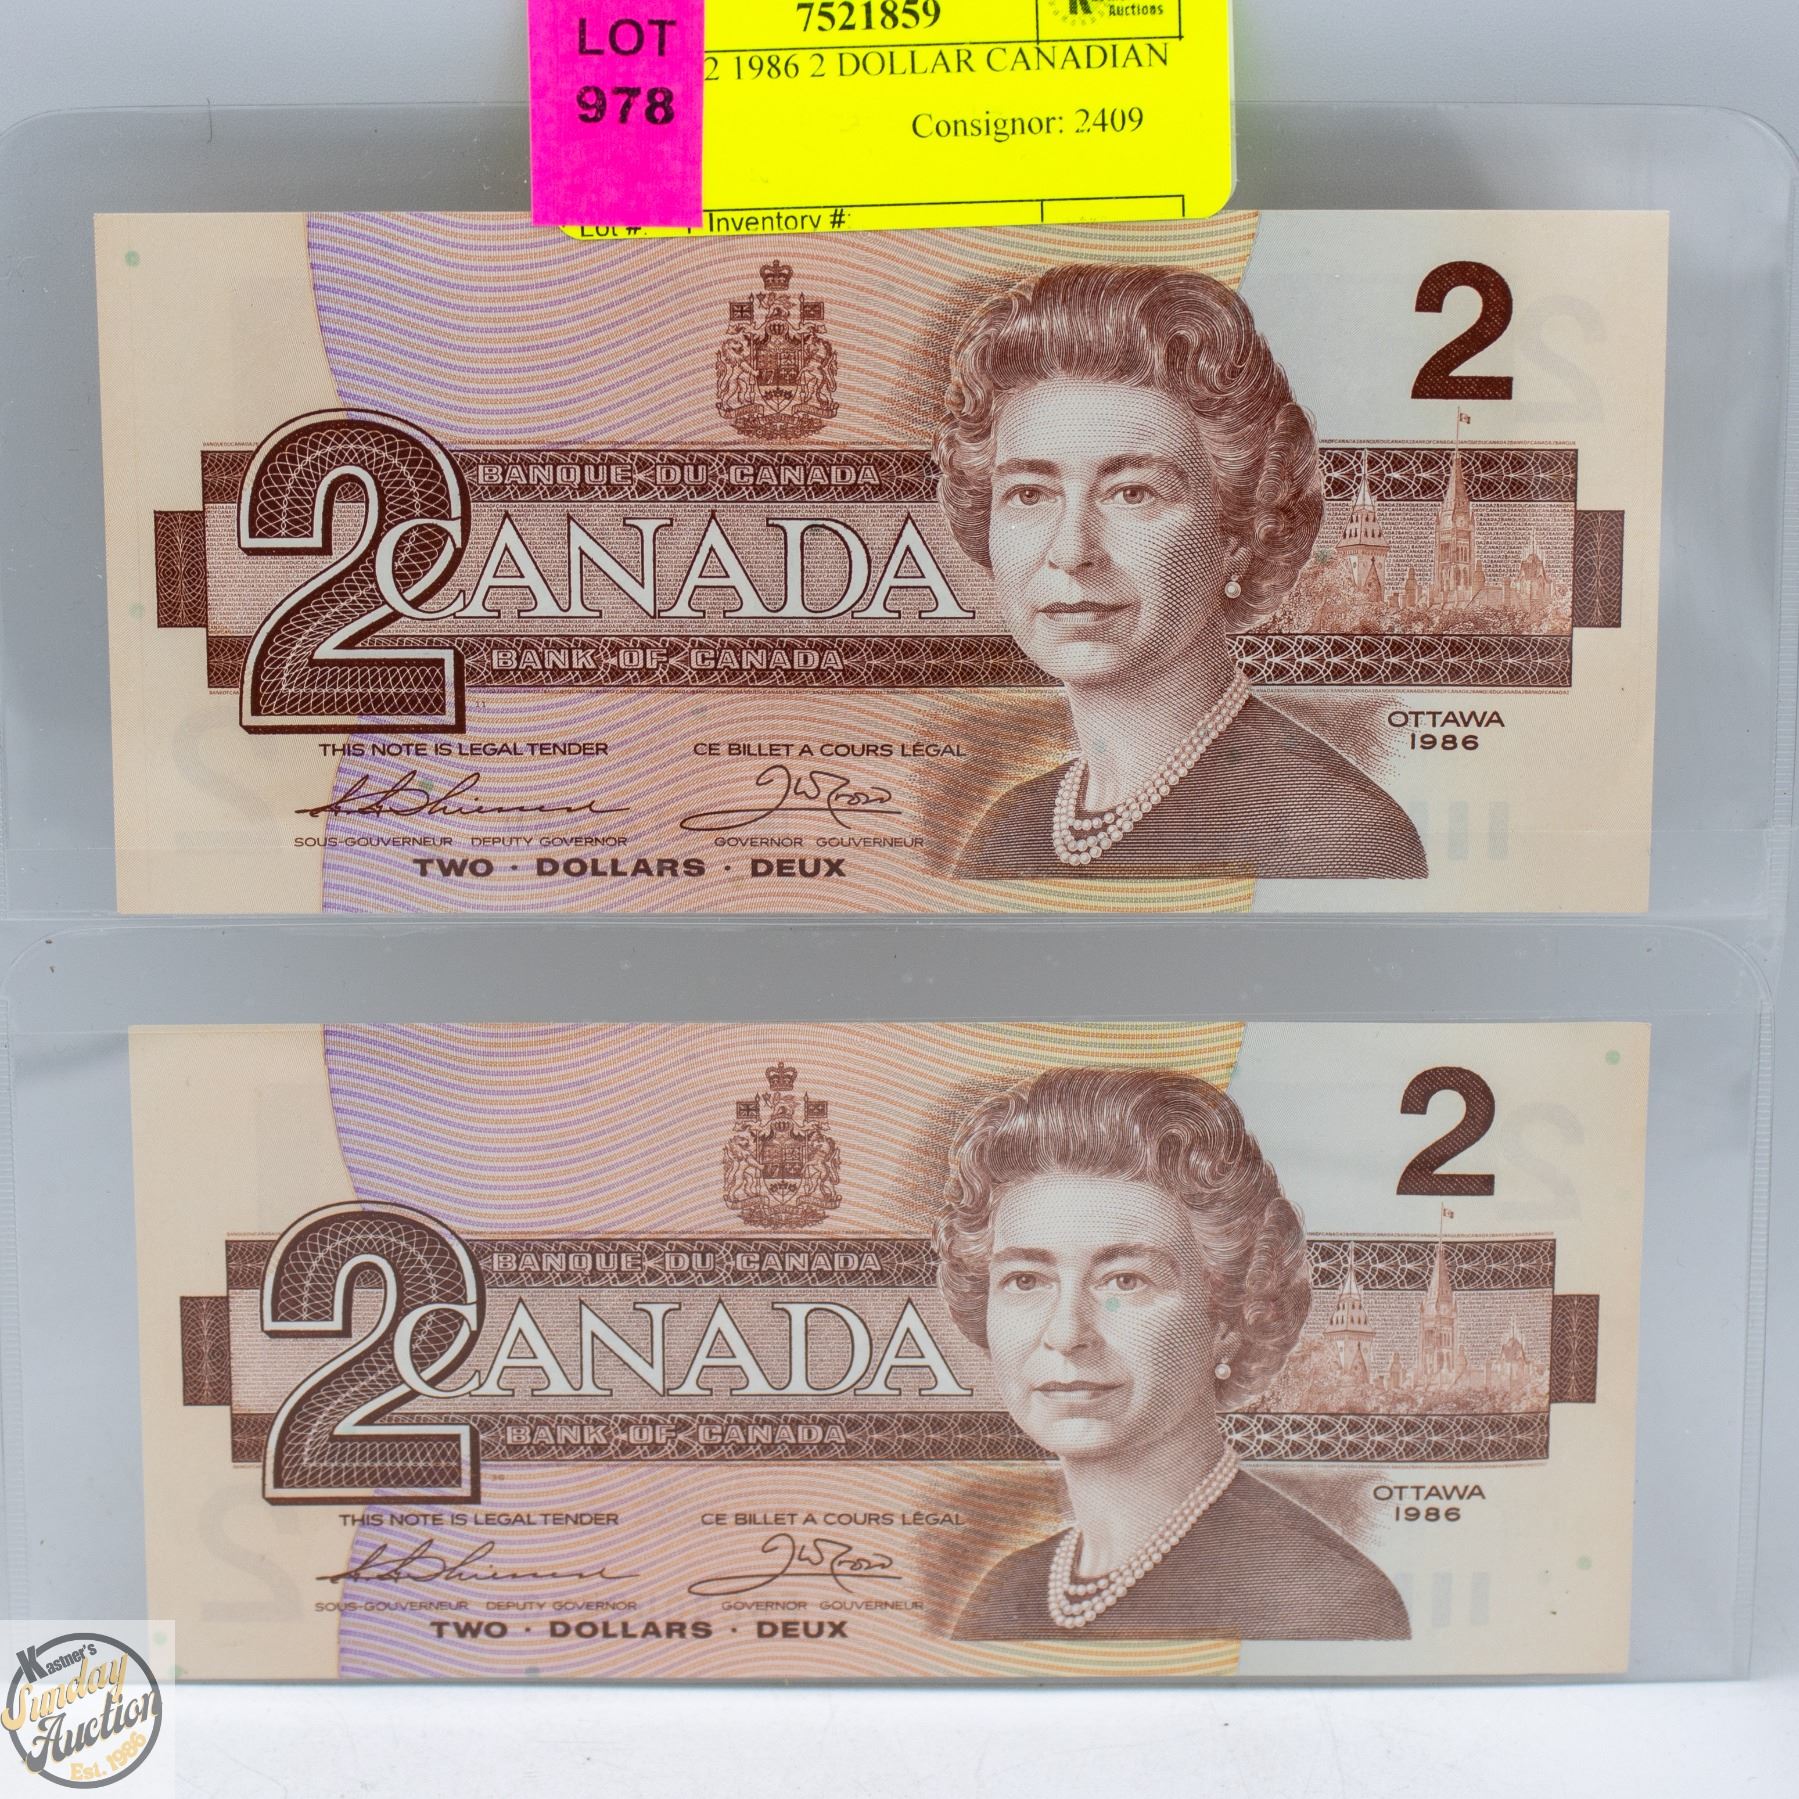 LOT
978
7521859
Auctions
2 1986 2 DOLLAR CANADIAN
Consignor: 2409
Lot #:
Inventory #:
2
BANQUE DU CANADA
2
CANADA
BANK OF CANADA
11
OTTAWA
1986
THIS NOTE IS LEGAL TENDER
CE BILLET A COURS LÉGAL
SOUS-GOUVERNEUR DEPUTY GOVERNOR
GOVERNOR GOUVERNEUR
TWO · DOLLARS · DEUX
2
BANQUE DU CANADA
2
CANADA
BANK OF CANADA
OTTAWA
1986
THIS NOTE IS LEGAL TENDER
CE BILLET A COURS LÉGAL
SOUS-GOUVERNEUR DEPUTY GOVERNOR
GOVERNOR GOUVERNEUR
TWO · DOLLARS · DEUX
Kastner's
Sunday
Auction
Est. 1986